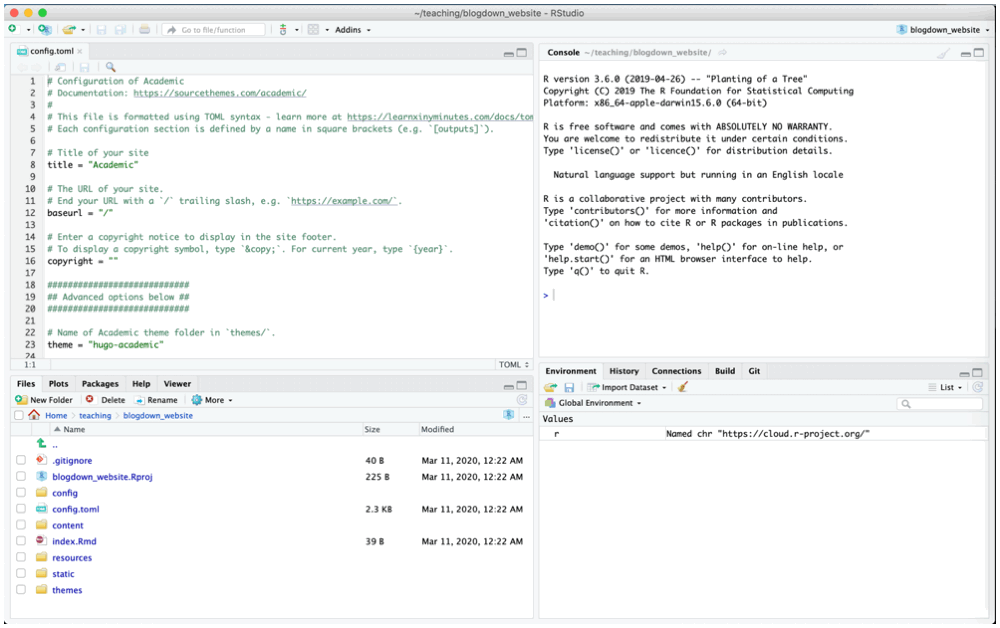 ~/teaching/blogdown_website - RStudio
Go to file/function
Addins
blogdown_website
config.toml
1 # Configuration of Academic
2 # Documentation: https://sourcethemes.com/academic/
3 #
4 # This file is formatted using TOML syntax - learn more at https://learnxinyminutes.com/docs/tom
5 # Each configuration section is defined by a name in square brackets (e.g. `[outputs]`).
6
7 # Title of your site
8 title = "Academic"
9
10 # The URL of your site.
11 # End your URL with a `/` trailing slash, e.g. `https://example.com/`.
12 baseurl = "/"
13
14 # Enter a copyright notice to display in the site footer.
15 # To display a copyright symbol, type `&copy;`. For current year, type `{year}`.
16 copyright = ""
17
18 ############################
19 ## Advanced options below ##
20 ############################
21
22 # Name of Academic theme folder in `themes/`.
23 theme = "hugo-academic"
24
1:1 TOML
Console ~/teaching/blogdown_website/
R version 3.6.0 (2019-04-26) -- "Planting of a Tree"
Copyright (C) 2019 The R Foundation for Statistical Computing
Platform: x86_64-apple-darwin15.6.0 (64-bit)
R is free software and comes with ABSOLUTELY NO WARRANTY.
You are welcome to redistribute it under certain conditions.
Type 'license()' or 'licence()' for distribution details.
Natural language support but running in an English locale
R is a collaborative project with many contributors.
Type 'contributors()' for more information and
'citation()' on how to cite R or R packages in publications.
Type 'demo()' for some demos, 'help()' for on-line help, or
'help.start()' for an HTML browser interface to help.
Type 'q()' to quit R.
>
Files Plots Packages Help Viewer
New Folder Delete Rename More
Home teaching blogdown_website ...
Name Size Modified
..
.gitignore 40 B Mar 11, 2020, 12:22 AM
blogdown_website.Rproj 225 B Mar 11, 2020, 12:22 AM
config
config.toml 2.3 KB Mar 11, 2020, 12:22 AM
content
index.Rmd 39 B Mar 11, 2020, 12:22 AM
resources
static
themes
Environment History Connections Build Git
Import Dataset List
Global Environment
Values
r Named chr "https://cloud.r-project.org/"